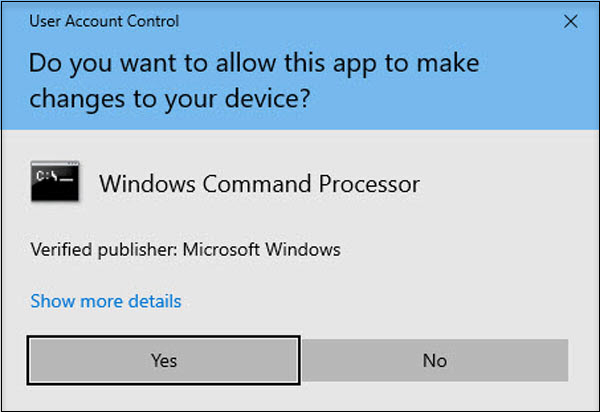 User Account Control
Do you want to allow this app to make
changes to your device?
C:\_
Windows Command Processor
Verified publisher: Microsoft Windows
Show more details
Yes
No